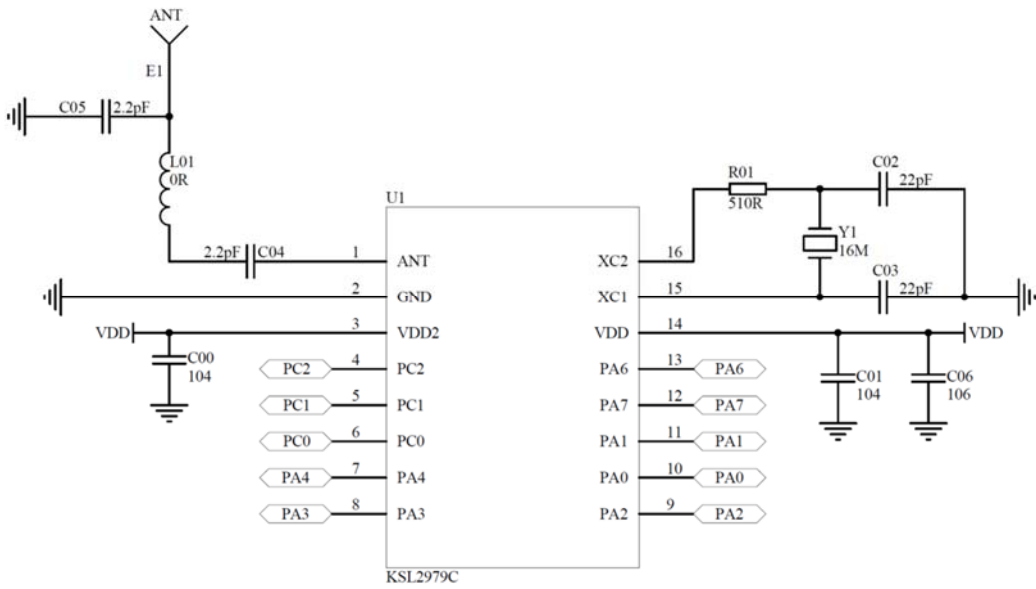 ANT
E1
C05 2.2pF
L01
0R
C02
22pF
R01
510R
U1
Y1
16M
2.2pF C04 1 ANT XC2 16
C03
22pF
2 GND XC1 15
VDD 3 VDD2 VDD 14 VDD
C00
104
PC2 4 PC2 PA6 13 PA6
C01
104
C06
106
PC1 5 PC1 PA7 12 PA7
PC0 6 PC0 PA1 11 PA1
PA4 7 PA4 PA0 10 PA0
PA3 8 PA3 PA2 9 PA2
KSL2979C